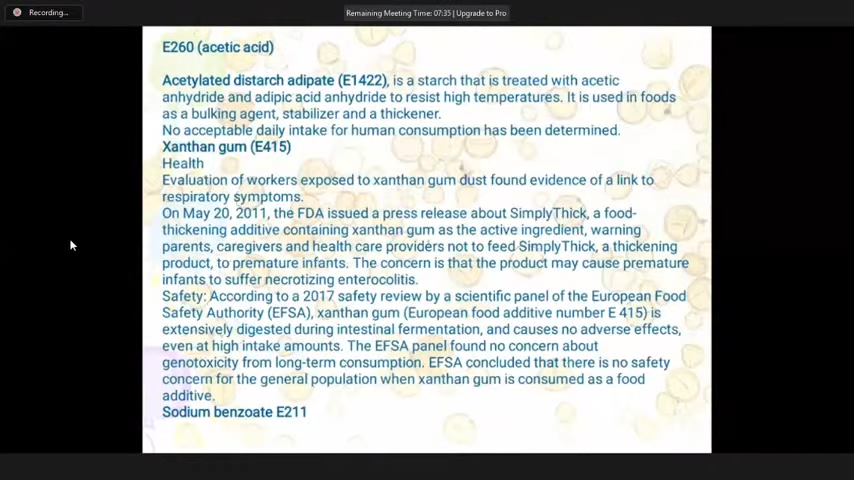 Recording...
Remaining Meeting Time: 07:35 | Upgrade to Pro
E260 (acetic acid)
Acetylated distarch adipate (E1422), is a starch that is treated with acetic
anhydride and adipic acid anhydride to resist high temperatures. It is used in foods
as a bulking agent, stabilizer and a thickener.
No acceptable daily intake for human consumption has been determined.
Xanthan gum (E415)
Health
Evaluation of workers exposed to xanthan gum dust found evidence of a link to
respiratory symptoms.
On May 20, 2011, the FDA issued a press release about SimplyThick, a food-
thickening additive containing xanthan gum as the active ingredient, warning
parents, caregivers and health care providers not to feed SimplyThick, a thickening
product, to premature infants. The concern is that the product may cause premature
infants to suffer necrotizing enterocolitis.
Safety: According to a 2017 safety review by a scientific panel of the European Food
Safety Authority (EFSA), xanthan gum (European food additive number E 415) is
extensively digested during intestinal fermentation, and causes no adverse effects,
even at high intake amounts. The EFSA panel found no concern about
genotoxicity from long-term consumption. EFSA concluded that there is no safety
concern for the general population when xanthan gum is consumed as a food
additive.
Sodium benzoate E211